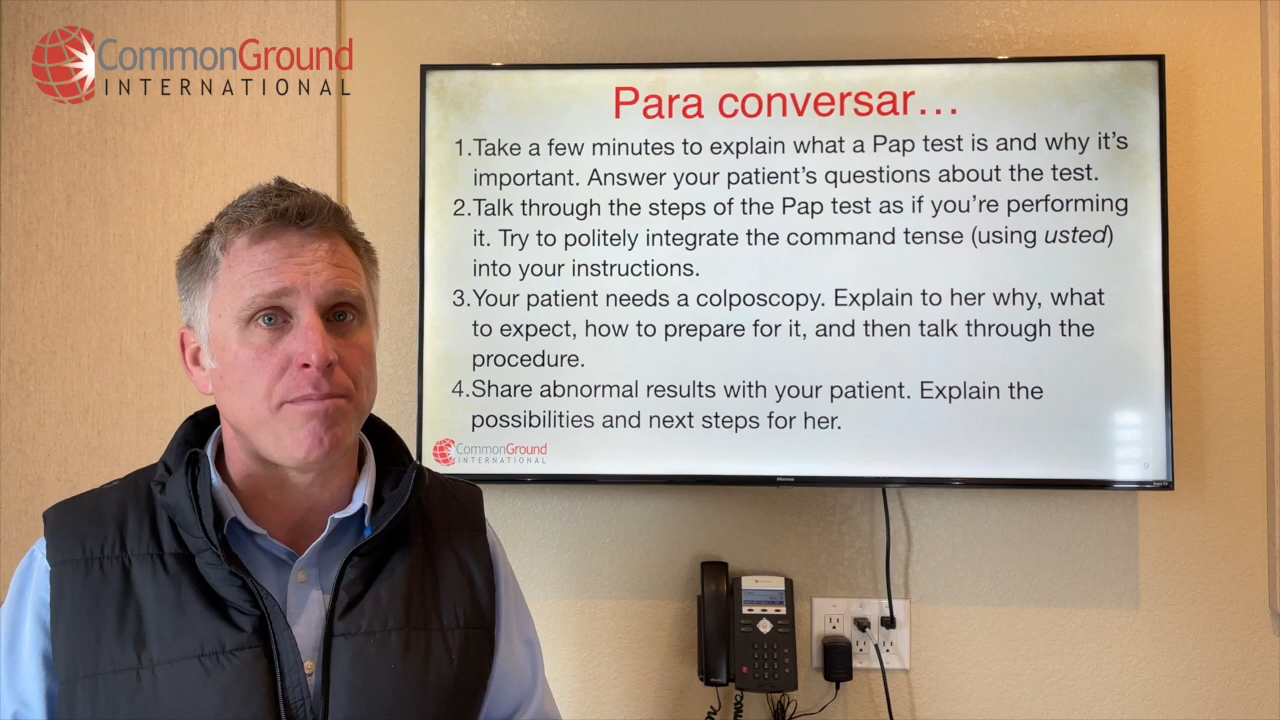 CommonGround
INTERNATIONAL
Para conversar…
1.Take a few minutes to explain what a Pap test is and why it's
important. Answer your patient's questions about the test.
2.Talk through the steps of the Pap test as if you're performing
it. Try to politely integrate the command tense (using usted)
into your instructions.
3.Your patient needs a colposcopy. Explain to her why, what
to expect, how to prepare for it, and then talk through the
procedure.
4.Share abnormal results with your patient. Explain the
possibilities and next steps for her.
CommonGround
INTERNATIONAL
9
Hisense